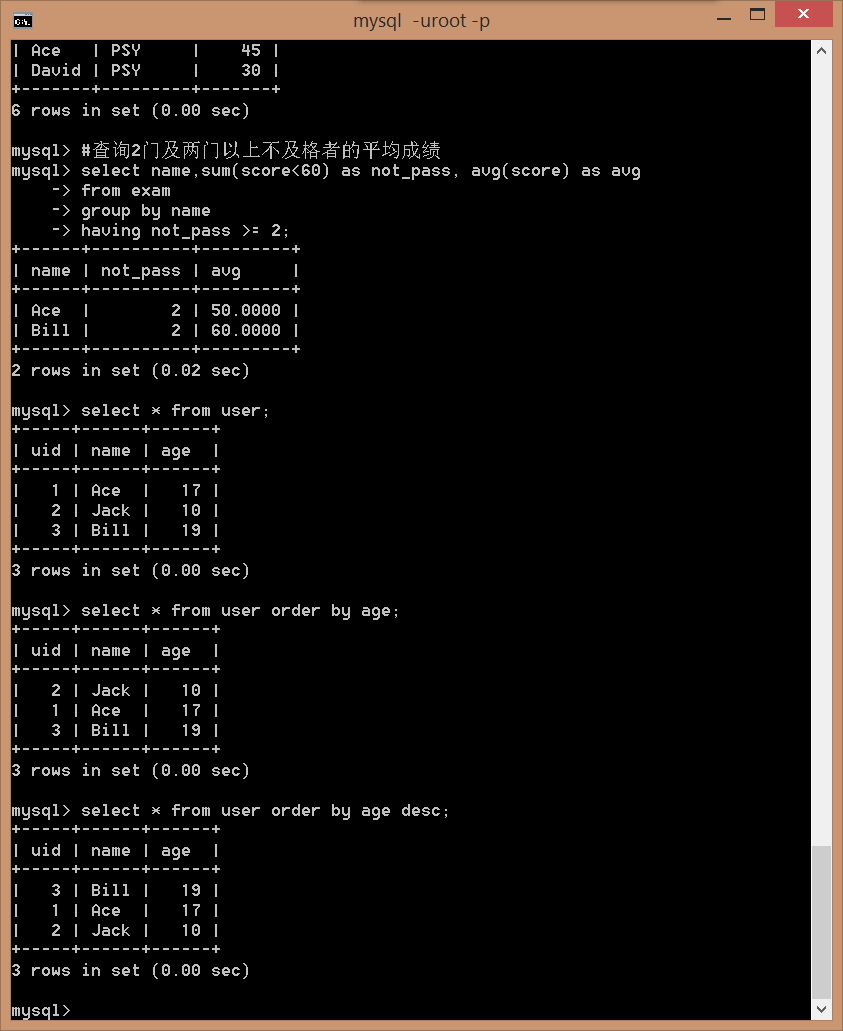 mysql  -uroot -p
| Ace   | PSY     |    45 |
| David | PSY     |    30 |
+-------+---------+-------+
6 rows in set (0.00 sec)
mysql> #查询2门及两门以上不及格者的平均成绩
mysql> select name,sum(score<60) as not_pass, avg(score) as avg
    -> from exam
    -> group by name
    -> having not_pass >= 2;
+------+----------+---------+
| name | not_pass | avg     |
+------+----------+---------+
| Ace  |        2 | 50.0000 |
| Bill |        2 | 60.0000 |
+------+----------+---------+
2 rows in set (0.02 sec)
mysql> select * from user;
+-----+------+------+
| uid | name | age  |
+-----+------+------+
|   1 | Ace  |   17 |
|   2 | Jack |   10 |
|   3 | Bill |   19 |
+-----+------+------+
3 rows in set (0.00 sec)
mysql> select * from user order by age;
+-----+------+------+
| uid | name | age  |
+-----+------+------+
|   2 | Jack |   10 |
|   1 | Ace  |   17 |
|   3 | Bill |   19 |
+-----+------+------+
3 rows in set (0.00 sec)
mysql> select * from user order by age desc;
+-----+------+------+
| uid | name | age  |
+-----+------+------+
|   3 | Bill |   19 |
|   1 | Ace  |   17 |
|   2 | Jack |   10 |
+-----+------+------+
3 rows in set (0.00 sec)
mysql>